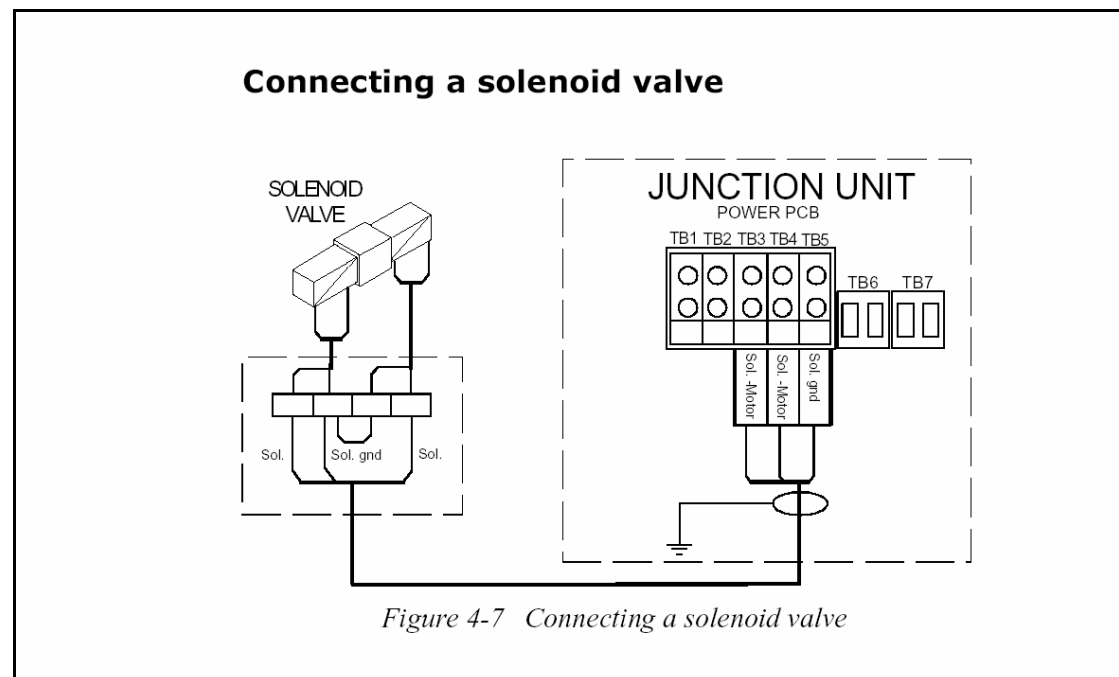 Connecting a solenoid valve
SOLENOID
VALVE
JUNCTION UNIT
POWER PCB
TB1 TB2 TB3 TB4 TB5
TB6 TB7
Sol. -Motor
Sol. -Motor
Sol. gnd
Sol. Sol. gnd Sol.
Figure 4-7 Connecting a solenoid valve